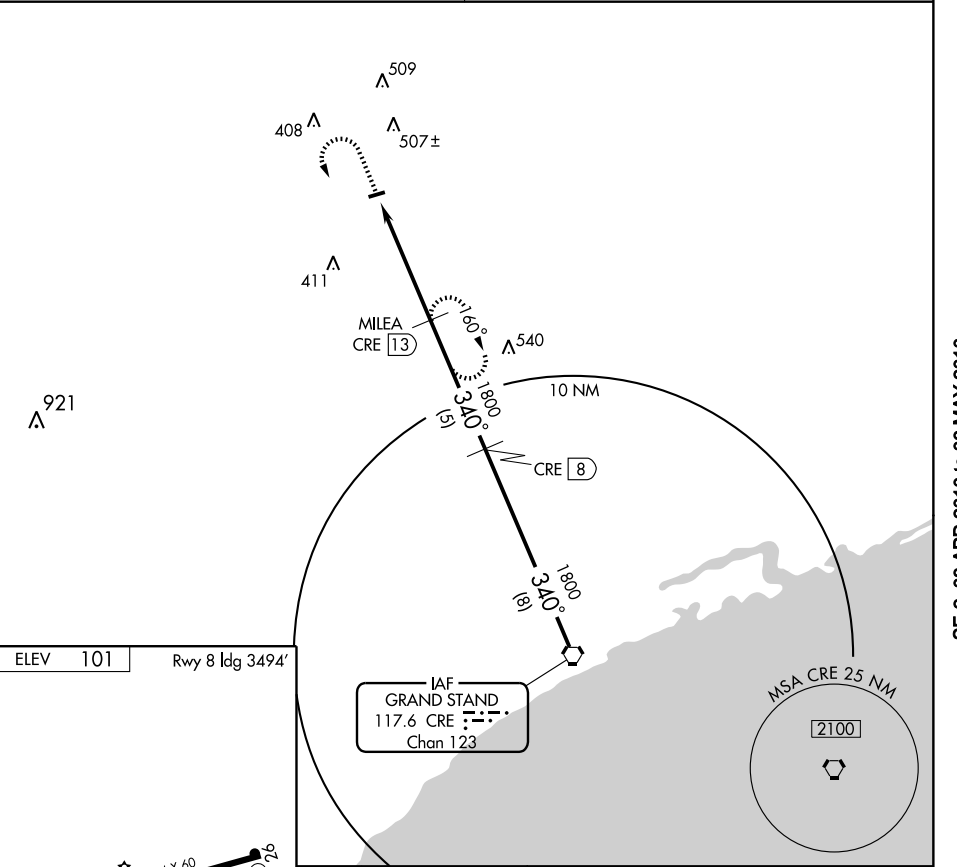 509
408
507±
411
MILEA
CRE 13
160°
540
921
1800
340°
(5)
10 NM
CRE 8
1800
340°
(8)
ELEV 101
Rwy 8 ldg 3494'
IAF
GRAND STAND
117.6 CRE
Chan 123
MSA CRE 25 NM
2100
X 60
26